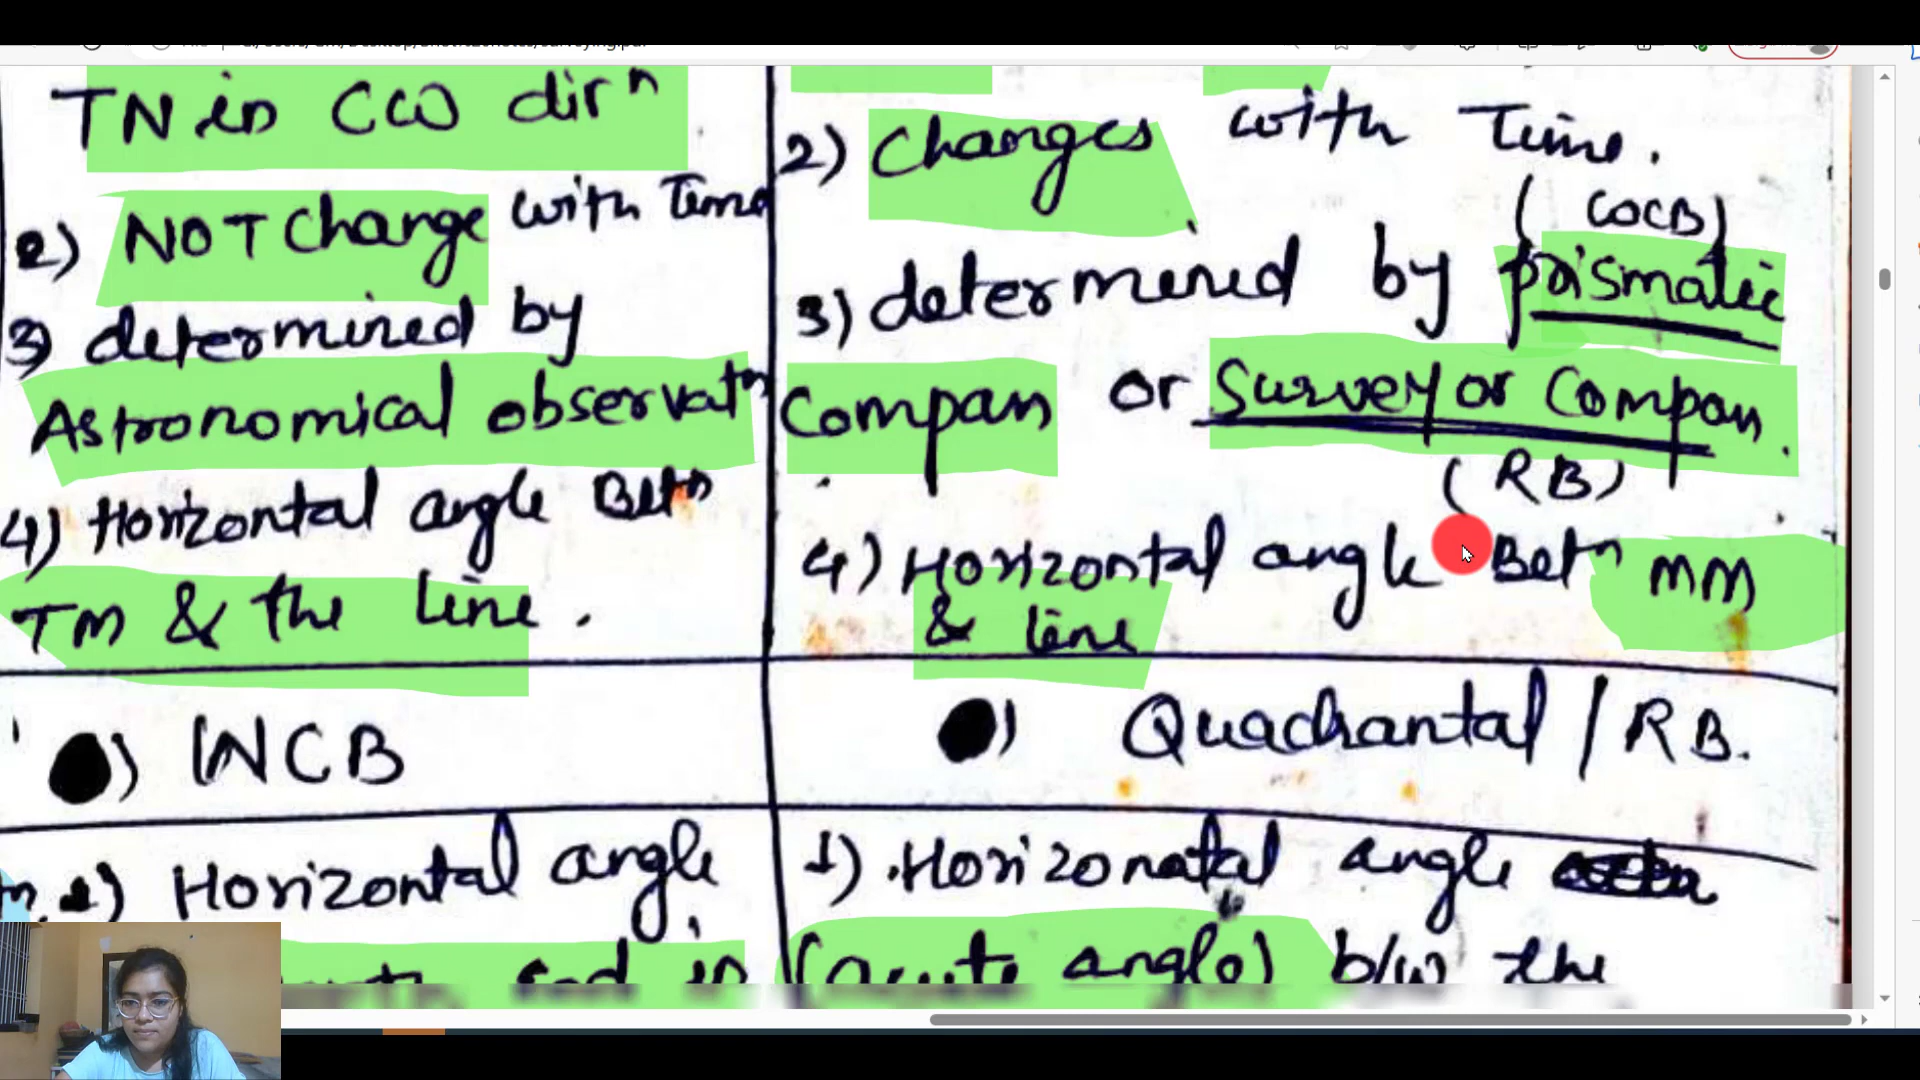 TN in CCW dirn
2) NOT Change with Time
3) determined by
Astronomical observatn
4) Horizontal angle Betn
TM & the line.
2) Changes with Time.
(COCB)
3) determined by prismatic
Compass or Surveyor Compass.
(RB)
4) Horizontal angle Betn MM
& line
) WCB
) Quadrantal / RB.
1) Horizontal angle
1) Horizonatal angle
(acute angle) b/w the